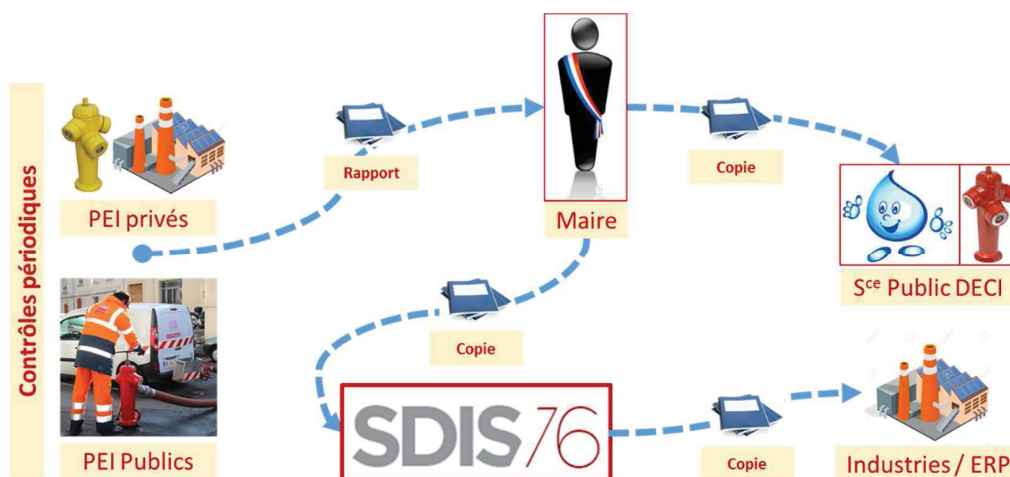 Contrôles périodiques
PEI privés
Rapport
Maire
Copie
Sce Public DECI
Copie
PEI Publics
SDIS76
Copie
Industries / ERP